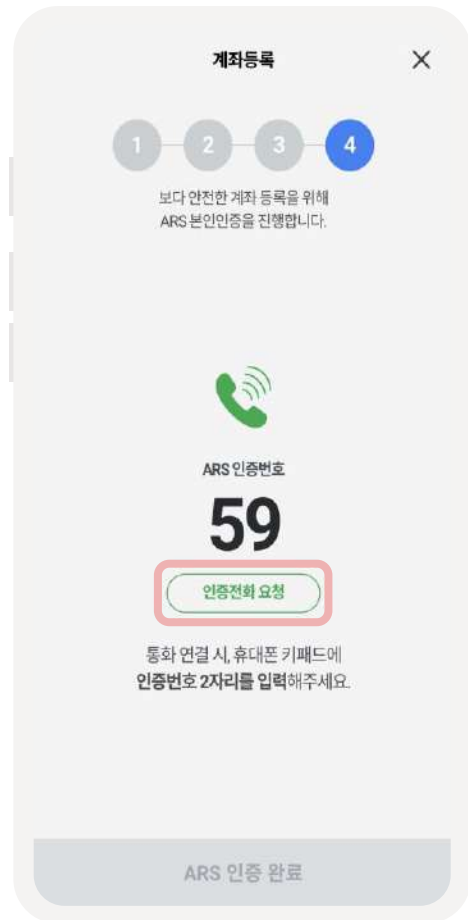 계좌등록
1 2 3 4
보다 안전한 계좌 등록을 위해
ARS 본인인증을 진행합니다.
ARS 인증번호
59
인증전화 요청
통화 연결 시, 휴대폰 키패드에
인증번호 2자리를 입력해주세요.
ARS 인증 완료